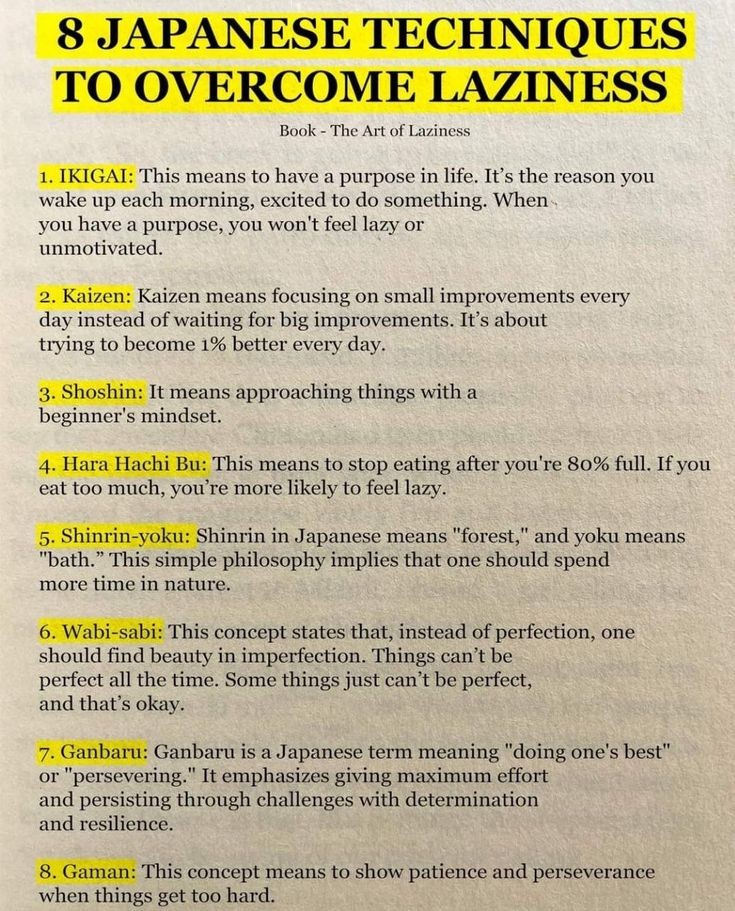 8 JAPANESE TECHNIQUES
TO OVERCOME LAZINESS
Book - The Art of Laziness
1. IKIGAI: This means to have a purpose in life. It’s the reason you
wake up each morning, excited to do something. When
you have a purpose, you won't feel lazy or
unmotivated.
2. Kaizen: Kaizen means focusing on small improvements every
day instead of waiting for big improvements. It’s about
trying to become 1% better every day.
3. Shoshin: It means approaching things with a
beginner's mindset.
4. Hara Hachi Bu: This means to stop eating after you're 80% full. If you
eat too much, you’re more likely to feel lazy.
5. Shinrin-yoku: Shinrin in Japanese means "forest," and yoku means
"bath.” This simple philosophy implies that one should spend
more time in nature.
6. Wabi-sabi: This concept states that, instead of perfection, one
should find beauty in imperfection. Things can’t be
perfect all the time. Some things just can’t be perfect,
and that’s okay.
7. Ganbaru: Ganbaru is a Japanese term meaning "doing one's best"
or "persevering." It emphasizes giving maximum effort
and persisting through challenges with determination
and resilience.
8. Gaman: This concept means to show patience and perseverance
when things get too hard.